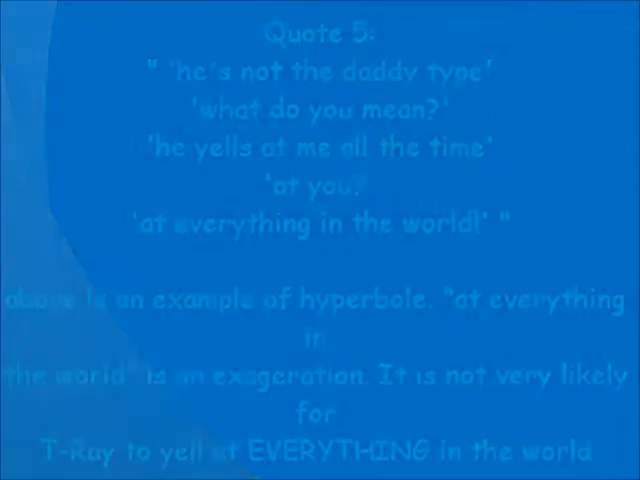 Quote 5:
" 'he's not the daddy type'
'what do you mean?'
'he yells at me all the time'
'at you?
'at everything in the world!' "
above is an example of hyperbole. "at everything
in
the world" is an exageration. It is not very likely
for
T-Ray to yell at EVERYTHING in the world